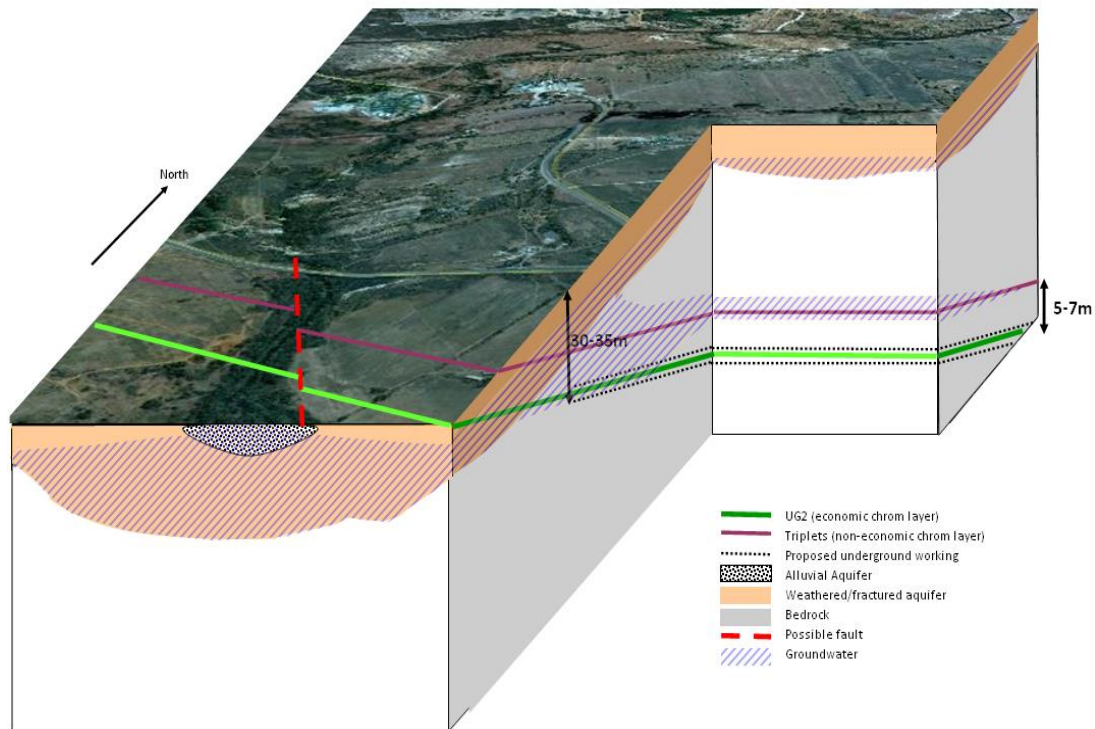 North
30-35m
5-7m
UG2 (economic chrom layer)
Triplets (non-economic chrom layer)
Proposed underground working
Alluvial Aquifer
Weathered/fractured aquifer
Bedrock
Possible fault
Groundwater